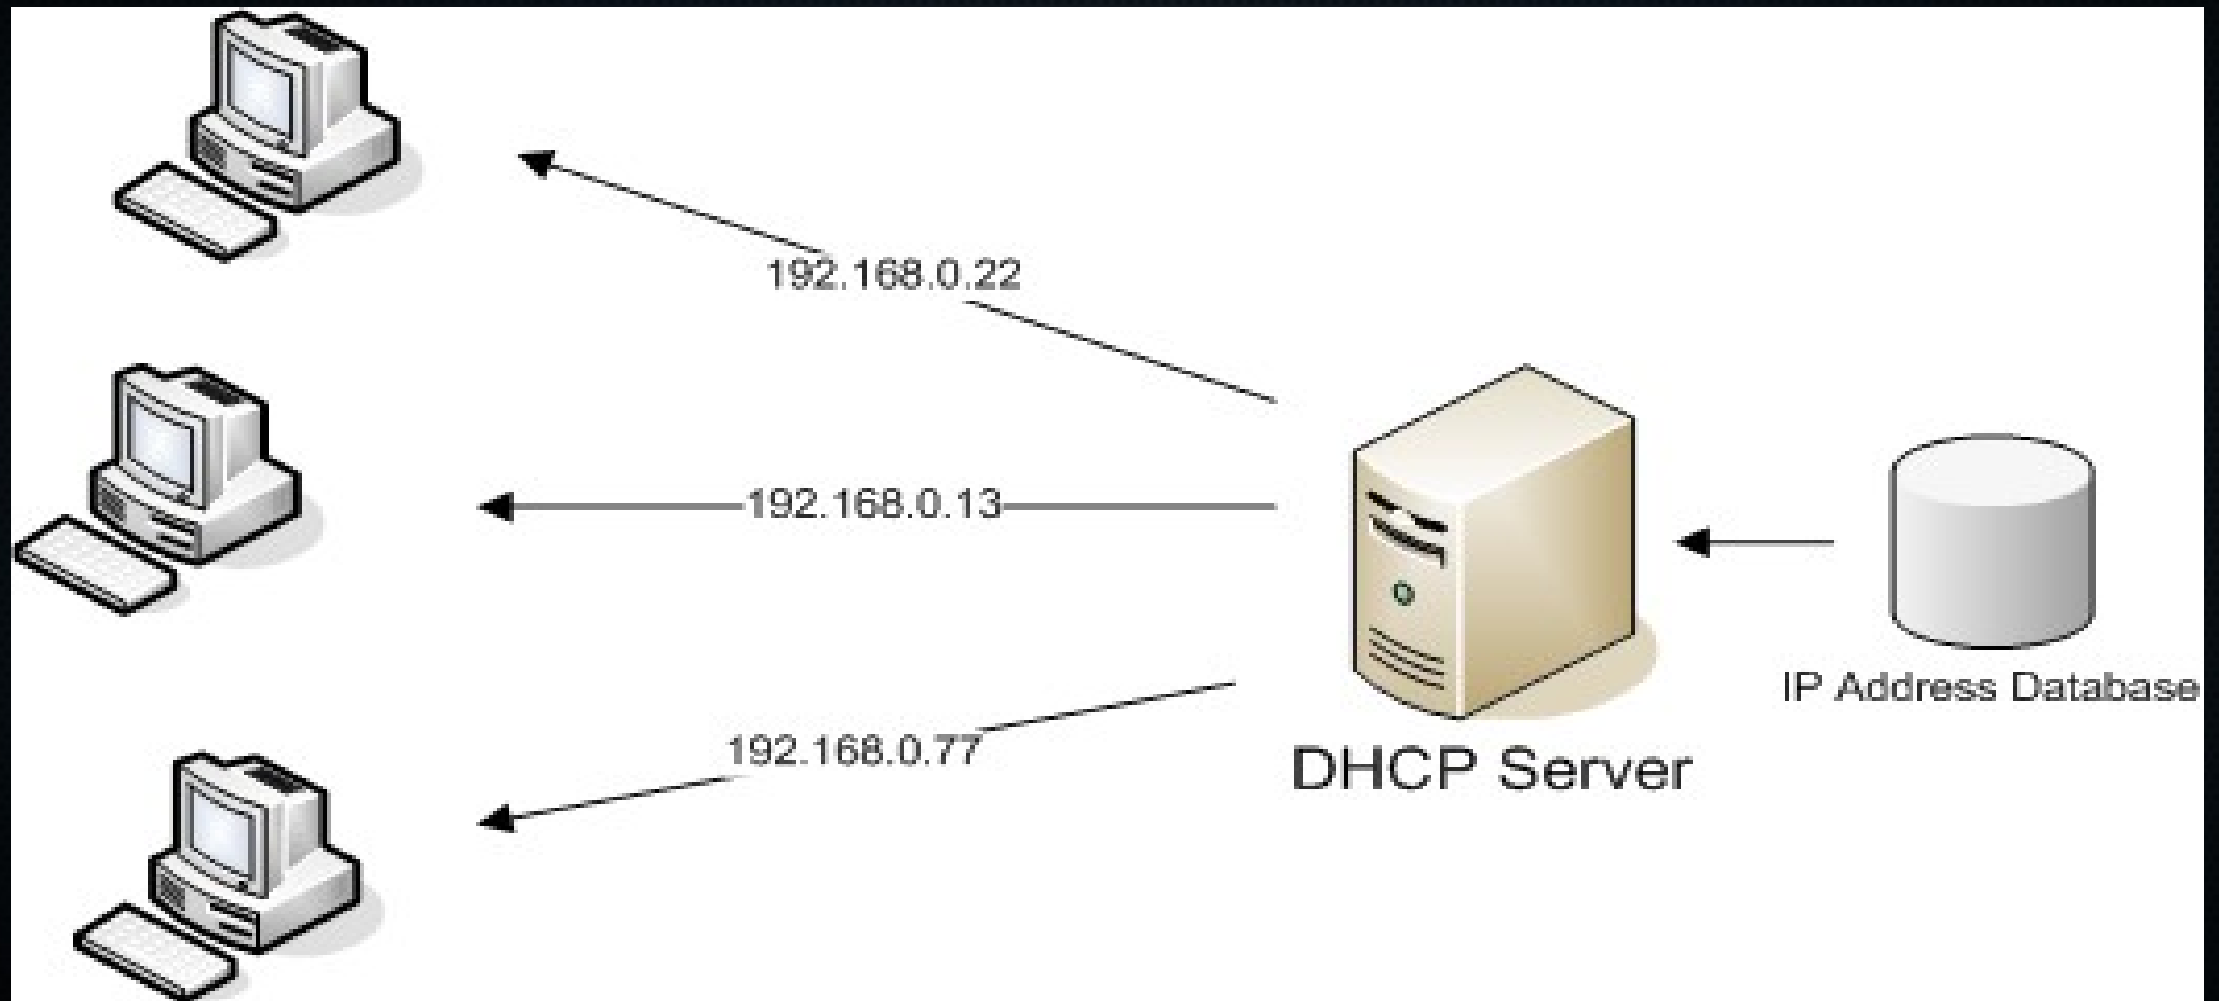 192.168.0.22
192.168.0.13
IP Address Database
192.168.0.77
DHCP Server